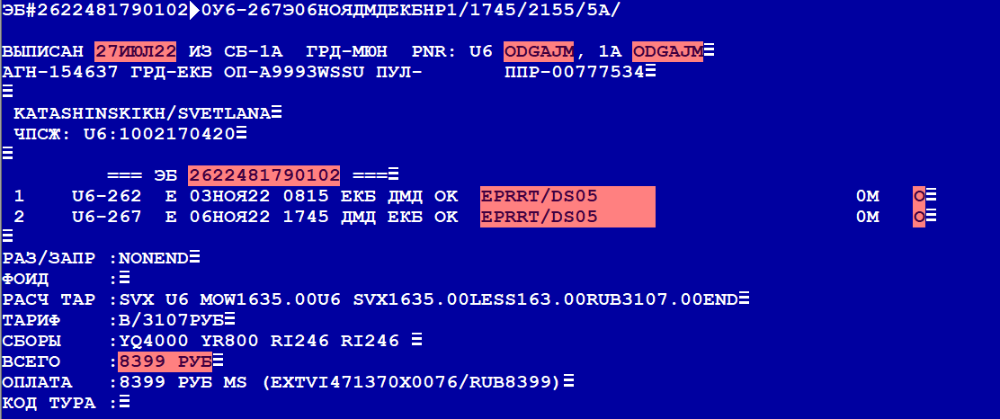 ЭБ#2622481790102▶0У6-267Э06НОЯДМДЕКБНР1/1745/2155/5А/
ВЫПИСАН 27ИЮЛ22 ИЗ СБ-1А ГРД-МЮН PNR: U6 ODGAJM, 1A ODGAJM☰
АГН-154637 ГРД-ЕКБ ОП-А9993WSSU ПУЛ- ППР-00777534☰
☰
KATASHINSKIKH/SVETLANA☰
ЧПСЖ: U6:1002170420☰
☰
=== ЭБ 2622481790102 ===☰
1 U6-262 E 03НОЯ22 0815 ЕКБ ДМД ОК EPRRT/DS05 0М О☰
2 U6-267 E 06НОЯ22 1745 ДМД ЕКБ ОК EPRRT/DS05 0М О☰
☰
РАЗ/ЗАПР :NONEND☰
ФОИД :☰
РАСЧ ТАР :SVX U6 MOW1635.00U6 SVX1635.00LESS163.00RUB3107.00END☰
ТАРИФ :В/3107РУБ☰
СБОРЫ :YQ4000 YR800 RI246 RI246 ☰
ВСЕГО :8399 РУБ☰
ОПЛАТА :8399 РУБ MS (EXTVI471370X0076/RUB8399)☰
КОД ТУРА :☰